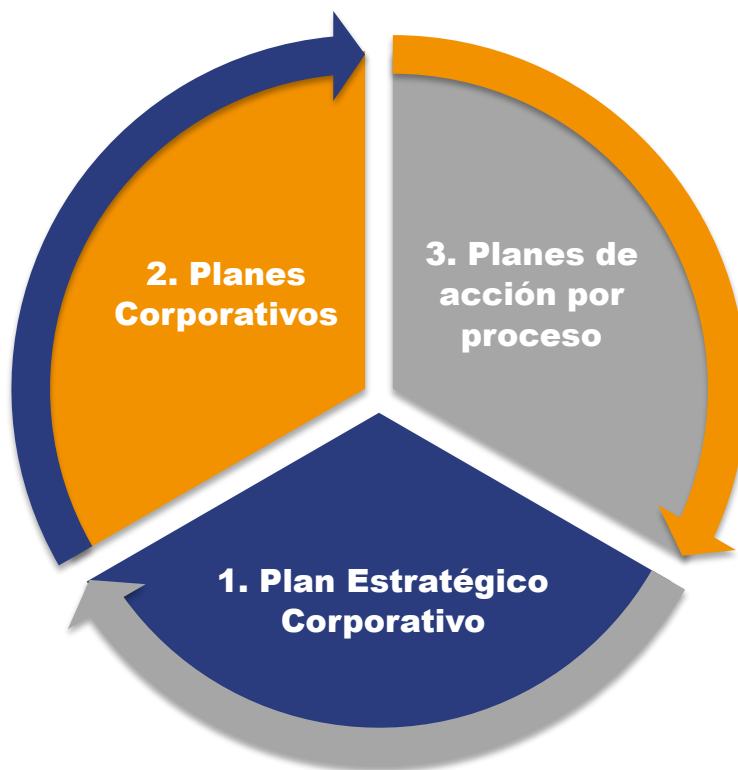 2. Planes
Corporativos
3. Planes de
acción por
proceso
1. Plan Estratégico
Corporativo